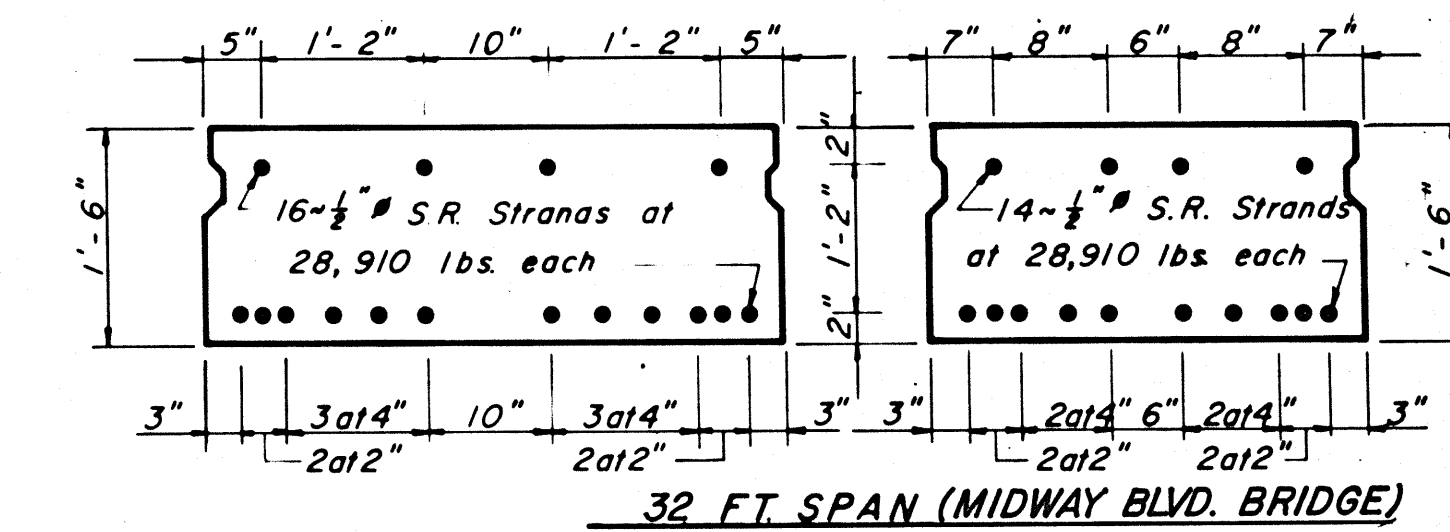 5" 1'-2" 10" 1'-2" 5"
7" 8" 6" 8" 7"
1'-6"
2"
1'-2"
2"
1'-6"
16~½"ø S.R. Strands at
28,910 lbs. each
14~½"ø S.R. Strands
at 28,910 lbs. each
3" 3at4" 10" 3at4" 3"
2at2" 2at2"
3" 2at4" 6" 2at4" 3"
2at2" 2at2"
32 FT. SPAN (MIDWAY BLVD. BRIDGE)